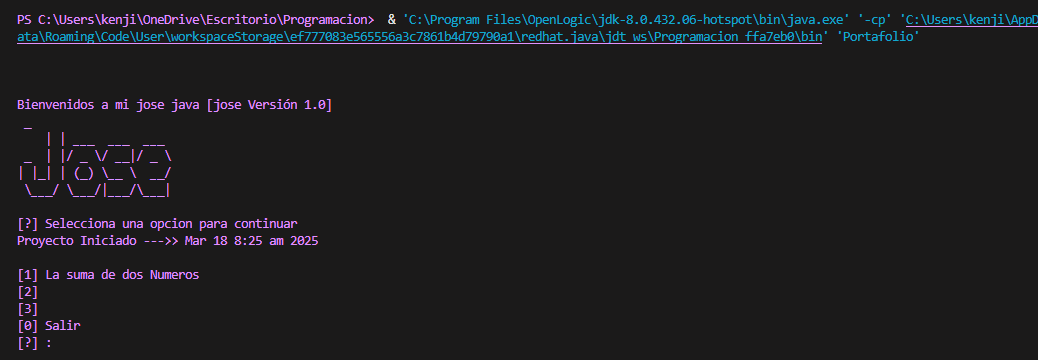 PS C:\Users\kenji\OneDrive\Escritorio\Programacion>  & 'C:\Program Files\OpenLogic\jdk-8.0.432.06-hotspot\bin\java.exe' '-cp' 'C:\Users\kenji\AppD
ata\Roaming\Code\User\workspaceStorage\ef777083e565556a3c7861b4d79790a1\redhat.java\jdt_ws\Programacion_ffa7eb0\bin' 'Portafolio'
Bienvenidos a mi jose java [jose Versión 1.0]
Jose
[?] Selecciona una opcion para continuar
Proyecto Iniciado --->> Mar 18 8:25 am 2025
[1] La suma de dos Numeros
[2]
[3]
[0] Salir
[?] :